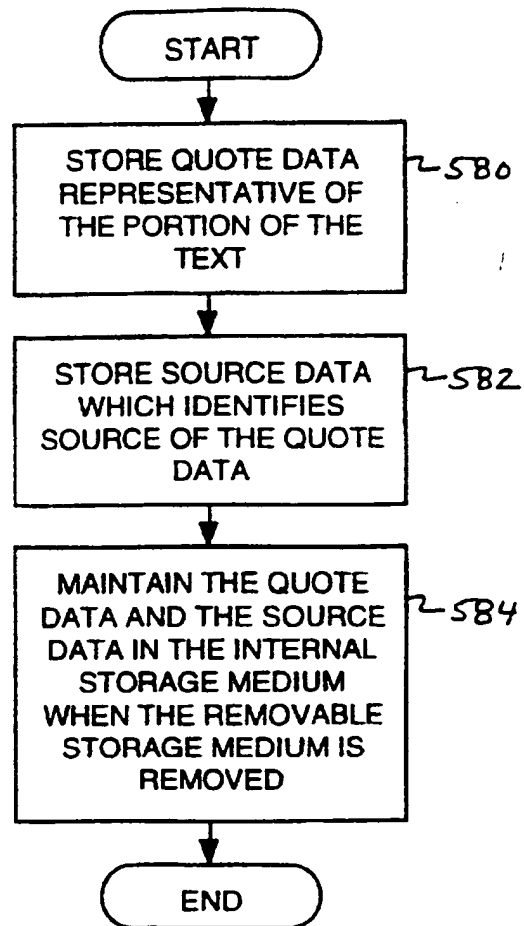 START
STORE QUOTE DATA
REPRESENTATIVE OF
THE PORTION OF THE
TEXT
580
STORE SOURCE DATA
WHICH IDENTIFIES
SOURCE OF THE QUOTE
DATA
582
MAINTAIN THE QUOTE
DATA AND THE SOURCE
DATA IN THE INTERNAL
STORAGE MEDIUM
WHEN THE REMOVABLE
STORAGE MEDIUM IS
REMOVED
584
END